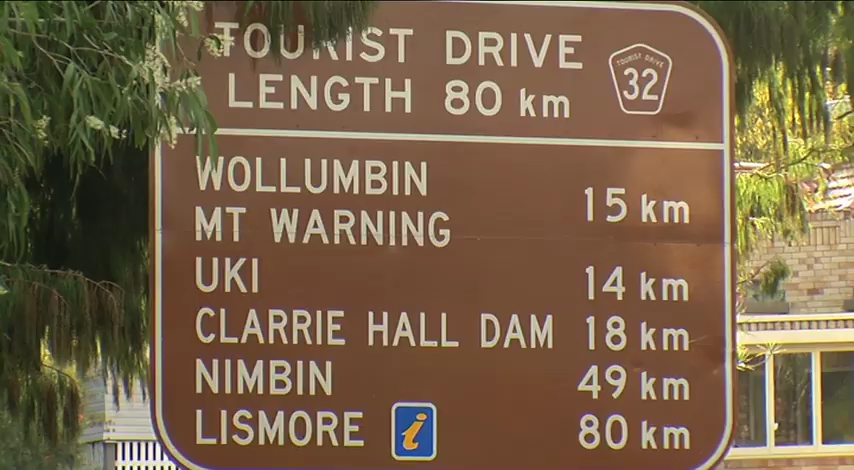 TOURIST DRIVE
LENGTH 80 km
TOURIST DRIVE
32
WOLLUMBIN
MT WARNING 15 km
UKI 14 km
CLARRIE HALL DAM 18 km
NIMBIN 49 km
LISMORE i 80 km